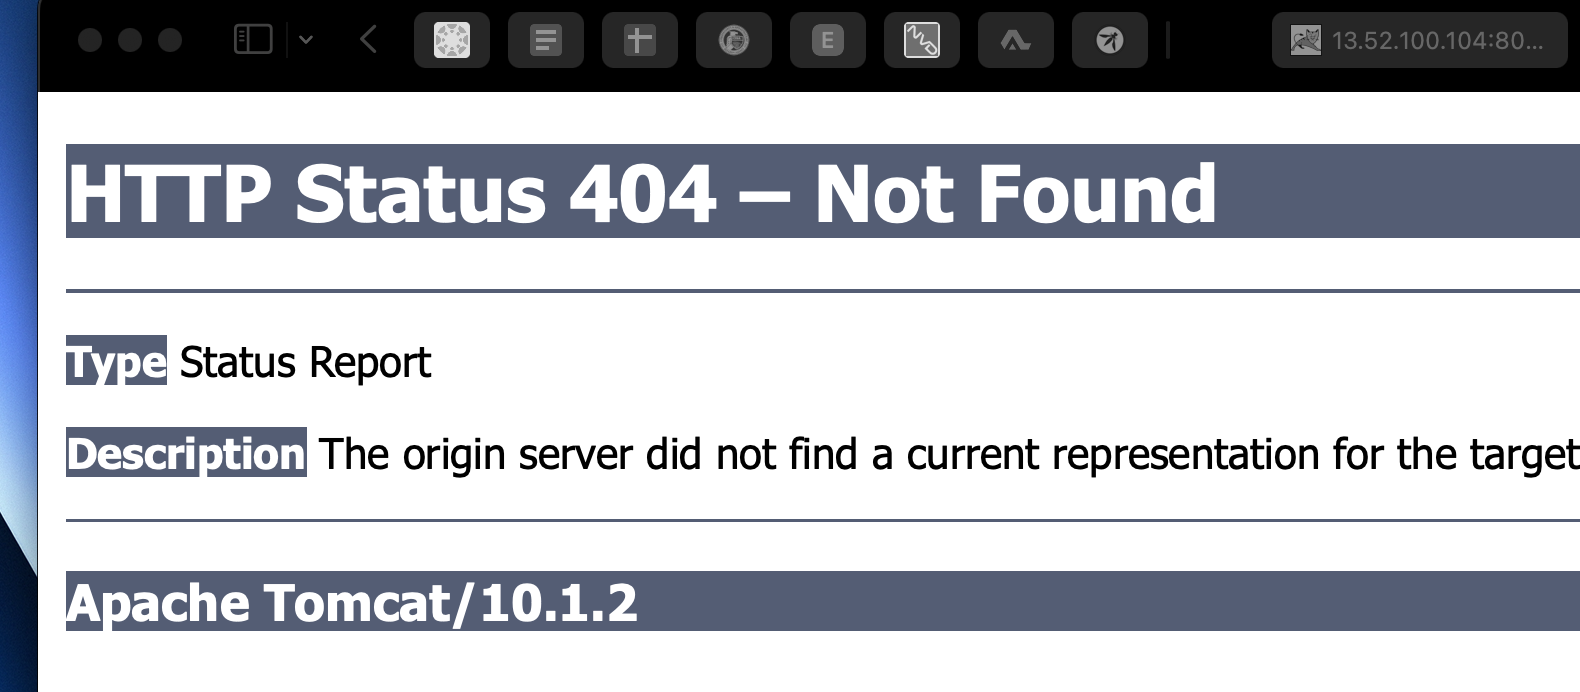 E
13.52.100.104:80...
HTTP Status 404 – Not Found
Type Status Report
Description The origin server did not find a current representation for the target
Apache Tomcat/10.1.2